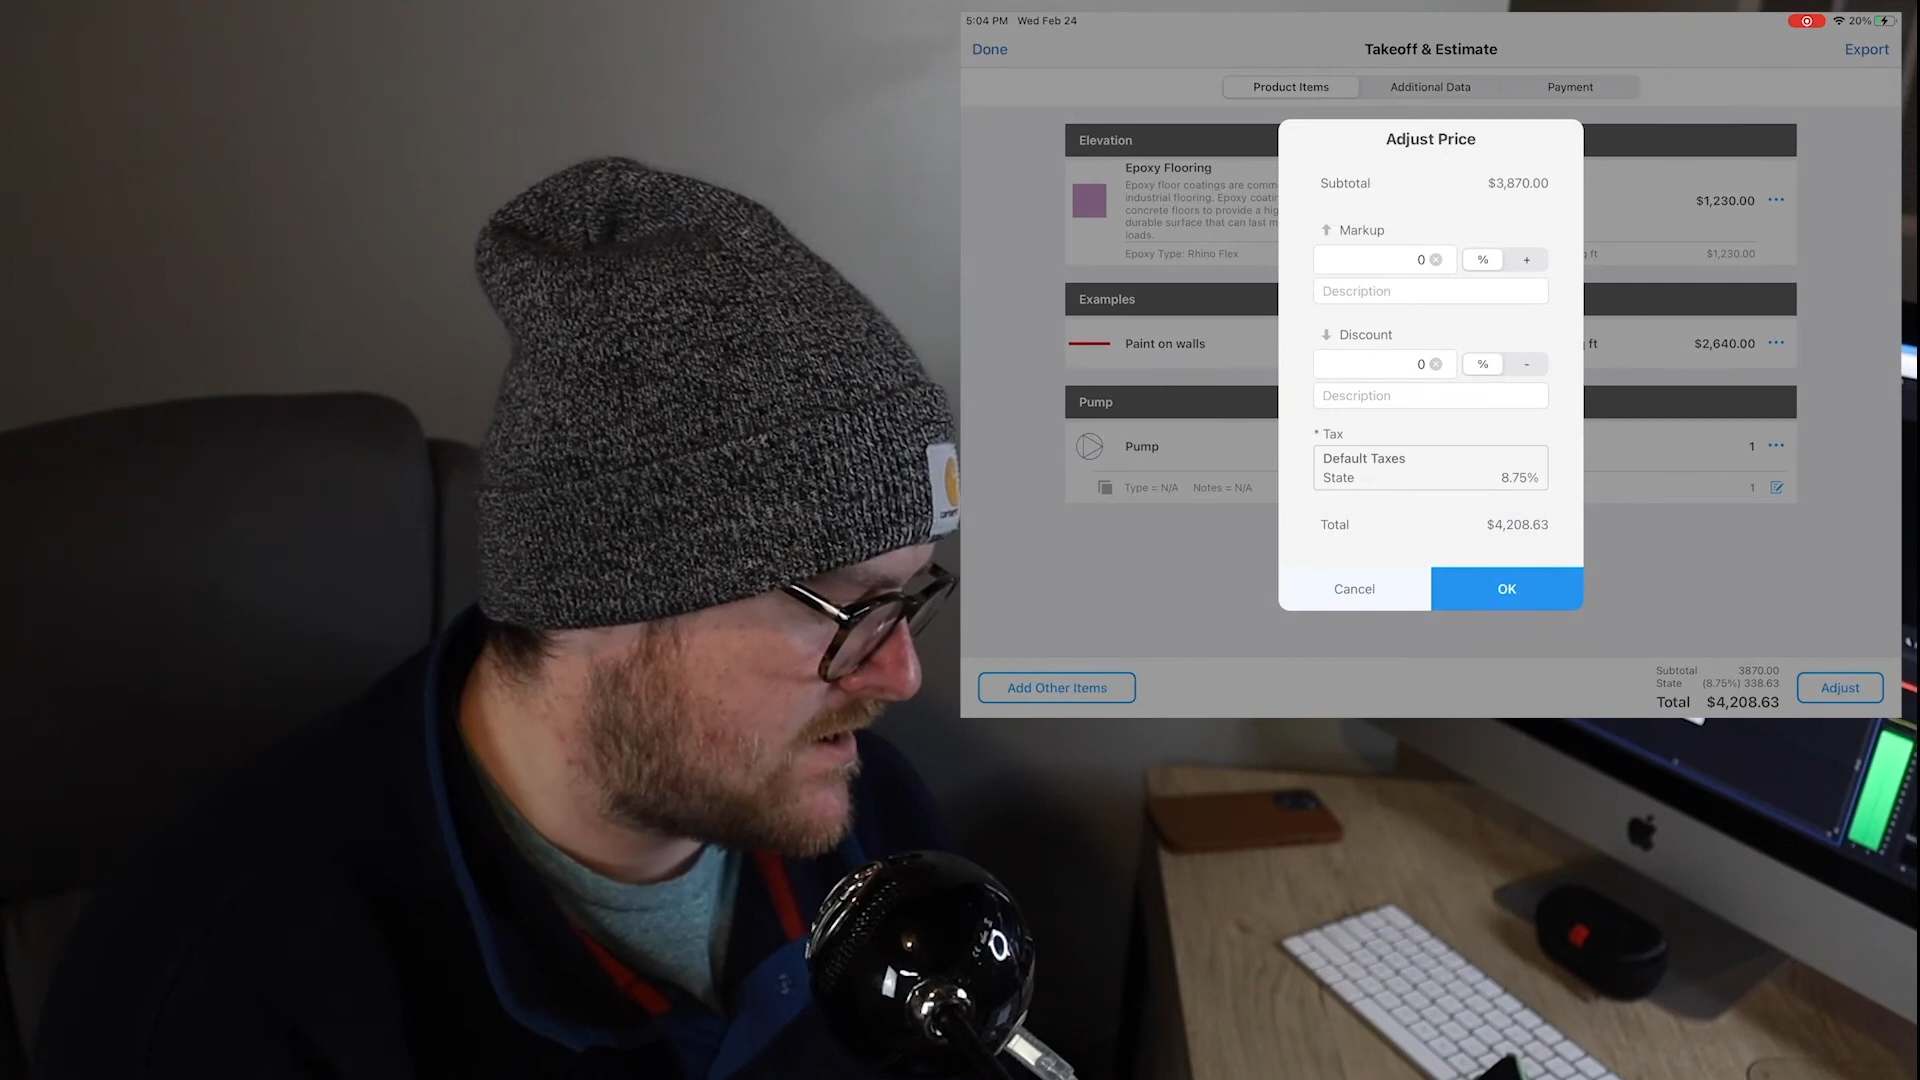 5:04 PM Wed Feb 24
20%
Done
Takeoff & Estimate
Export
Product Items
Additional Data
Payment
Elevation
Epoxy Flooring
Epoxy floor coatings are comm
industrial flooring. Epoxy coatin
concrete floors to provide a hig
durable surface that can last m
loads.
$1,230.00
Epoxy Type: Rhino Flex
ft
$1,230.00
Examples
Paint on walls
ft
$2,640.00
Pump
Pump
1
Type = N/A Notes = N/A
1
Adjust Price
Subtotal $3,870.00
Markup
0 % +
Description
Discount
0 % -
Description
* Tax
Default Taxes
State 8.75%
Total $4,208.63
Cancel
OK
Add Other Items
Subtotal 3870.00
State (8.75%) 338.63
Total $4,208.63
Adjust